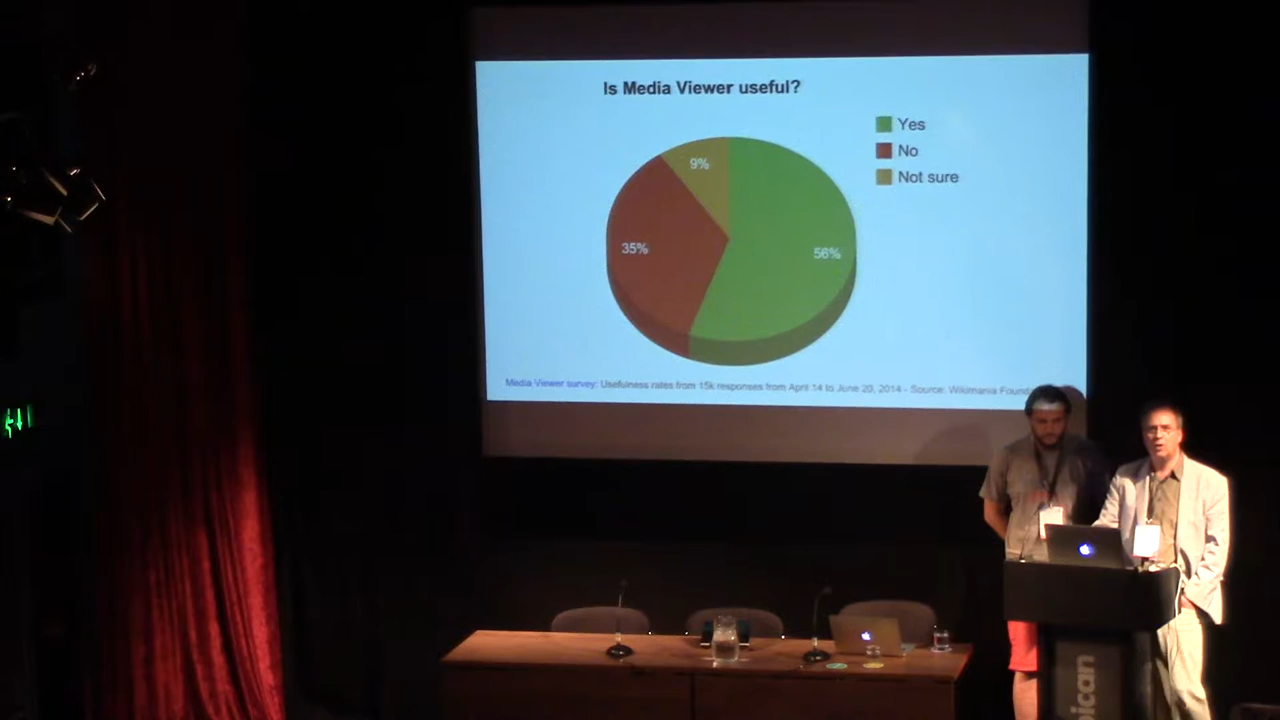 Is Media Viewer useful?
Yes
No
Not sure
9%
35%
56%
Media Viewer survey: Usefulness rates from 15k responses from April 14 to June 20, 2014 - Source: Wikimania
bican